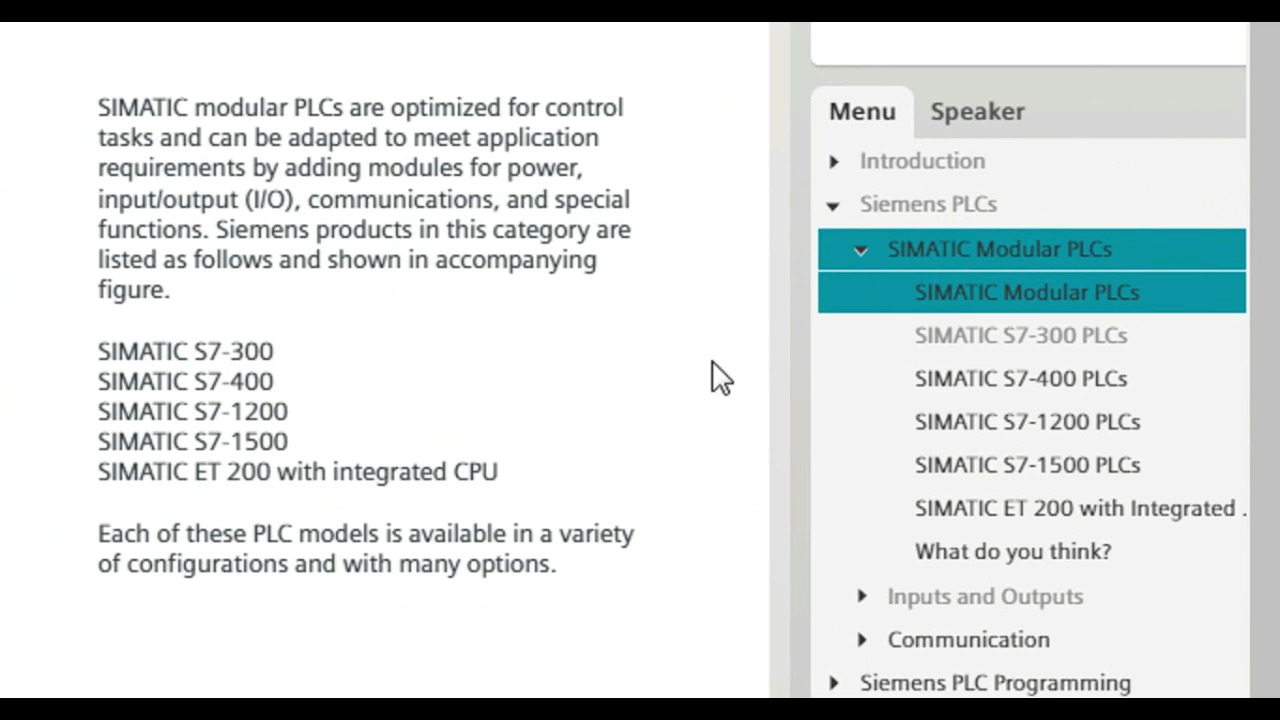 SIMATIC modular PLCs are optimized for control
tasks and can be adapted to meet application
requirements by adding modules for power,
input/output (I/O), communications, and special
functions. Siemens products in this category are
listed as follows and shown in accompanying
figure.
SIMATIC S7-300
SIMATIC S7-400
SIMATIC S7-1200
SIMATIC S7-1500
SIMATIC ET 200 with integrated CPU
Each of these PLC models is available in a variety
of configurations and with many options.
Menu Speaker
Introduction
Siemens PLCs
SIMATIC Modular PLCs
SIMATIC Modular PLCs
SIMATIC S7-300 PLCs
SIMATIC S7-400 PLCs
SIMATIC S7-1200 PLCs
SIMATIC S7-1500 PLCs
SIMATIC ET 200 with Integrated .
What do you think?
Inputs and Outputs
Communication
Siemens PLC Programming